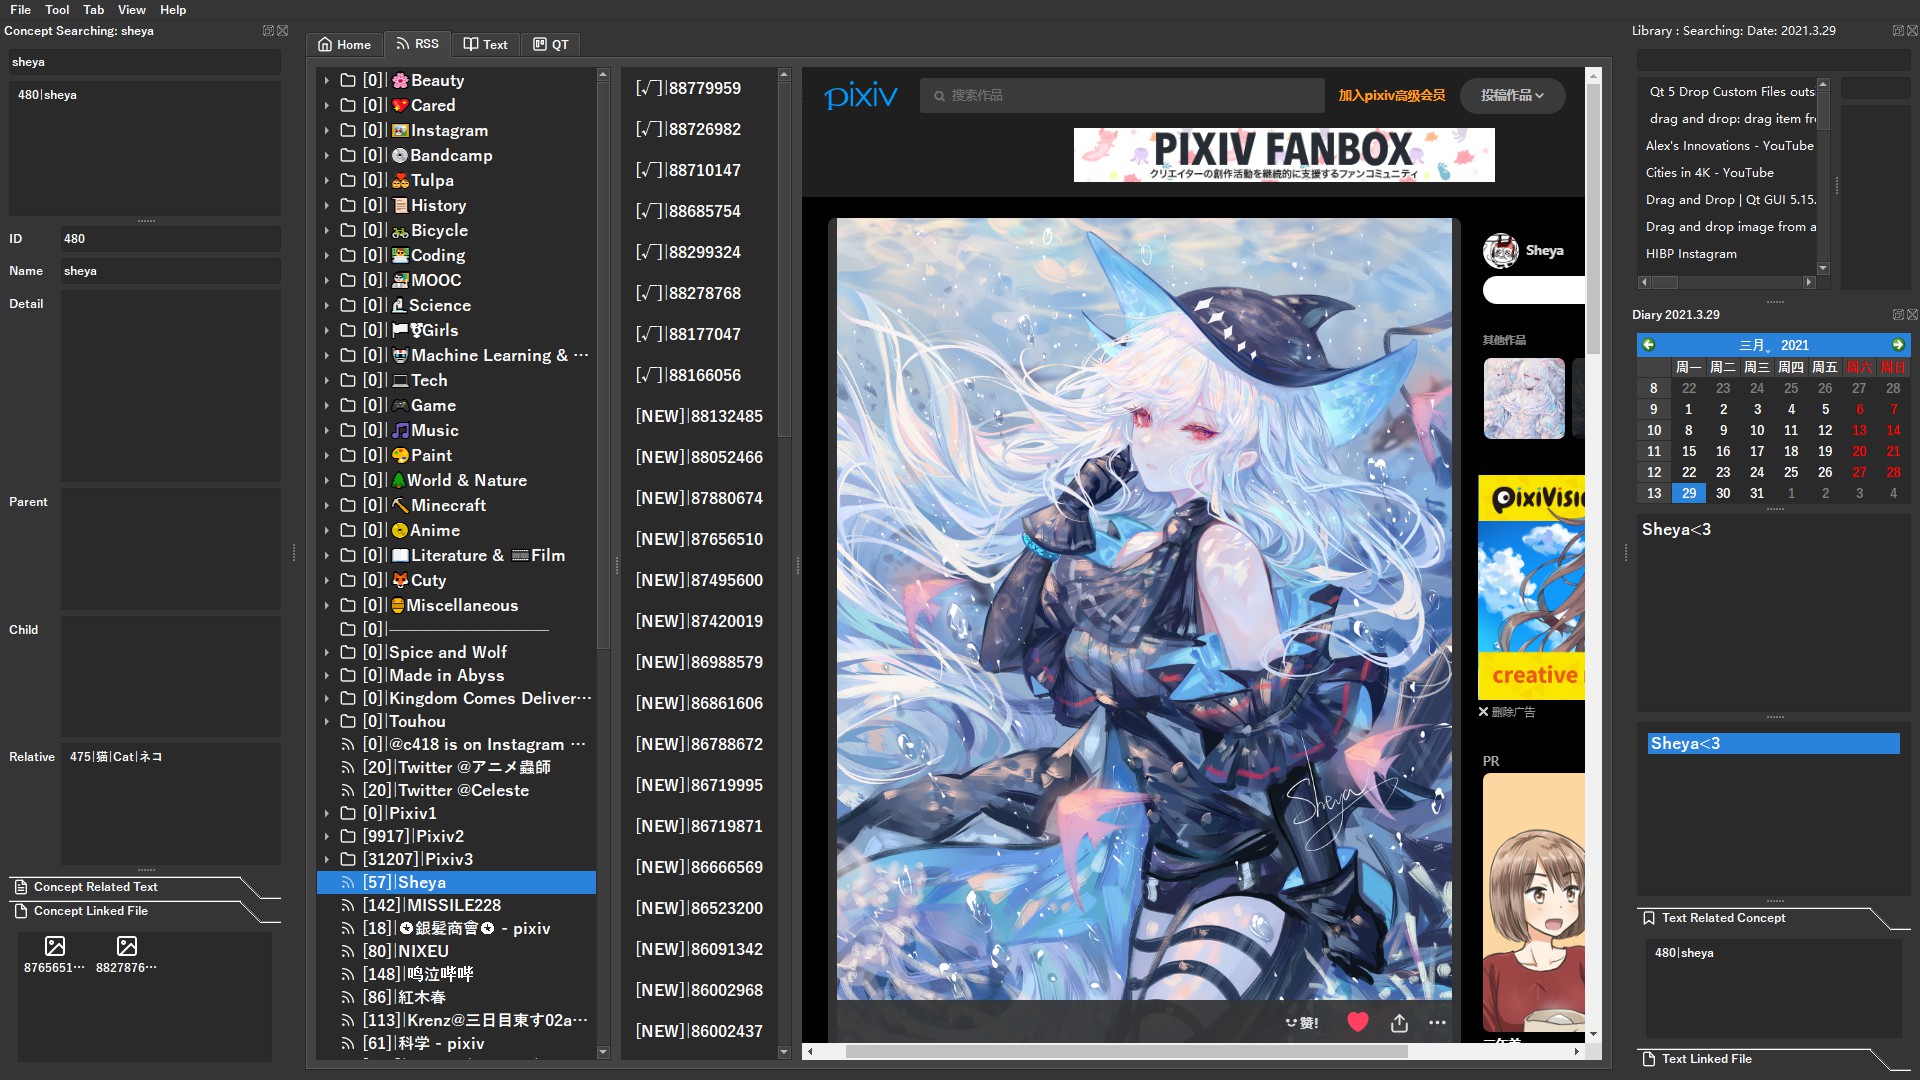 File Tool Tab View Help
Concept Searching: sheya
sheya
480|sheya
ID 480
Name sheya
Detail
Parent
Child
Relative 475|猫|Cat|ネコ
Concept Related Text
Concept Linked File
8765651··· 8827876···
Home RSS Text QT
[0]|Beauty
[0]|Cared
[0]|Instagram
[0]|Bandcamp
[0]|Tulpa
[0]|History
[0]|Bicycle
[0]|Coding
[0]|MOOC
[0]|Science
[0]|Girls
[0]|Machine Learning & ···
[0]|Tech
[0]|Game
[0]|Music
[0]|Paint
[0]|World & Nature
[0]|Minecraft
[0]|Anime
[0]|Literature & Film
[0]|Cuty
[0]|Miscellaneous
[0]|————————————
[0]|Spice and Wolf
[0]|Made in Abyss
[0]|Kingdom Comes Deliver···
[0]|Touhou
[0]|@c418 is on Instagram ···
[20]|Twitter @アニメ蟲師
[20]|Twitter @Celeste
[0]|Pixiv1
[9917]|Pixiv2
[31207]|Pixiv3
[57]|Sheya
[142]|MISSILE228
[18]|✪銀髪商會✪ - pixiv
[80]|NIXEU
[148]|鸣泣哔哔
[86]|紅木春
[113]|Krenz@三日目東す02a···
[61]|科学 - pixiv
[√]|88779959
[√]|88726982
[√]|88710147
[√]|88685754
[√]|88299324
[√]|88278768
[√]|88177047
[√]|88166056
[NEW]|88132485
[NEW]|88052466
[NEW]|87880674
[NEW]|87656510
[NEW]|87495600
[NEW]|87420019
[NEW]|86988579
[NEW]|86861606
[NEW]|86788672
[NEW]|86719995
[NEW]|86719871
[NEW]|86666569
[NEW]|86523200
[NEW]|86091342
[NEW]|86002968
[NEW]|86002437
pixiv 搜索作品 加入pixiv高级会员 投稿作品
PIXIV FANBOX
クリエイターの創作活動を継続的に支援するファンコミュニティ
Sheya
其他作品
Sheya
pixiVisi
creative
删除广告
PR
赞!
Library : Searching: Date: 2021.3.29
Qt 5 Drop Custom Files outs
drag and drop: drag item fr
Alex's Innovations - YouTube
Cities in 4K - YouTube
Drag and Drop | Qt GUI 5.15.
Drag and drop image from a
HIBP Instagram
Diary 2021.3.29
三月, 2021
周一 周二 周三 周四 周五 周六 周日
8 22 23 24 25 26 27 28
9 1 2 3 4 5 6 7
10 8 9 10 11 12 13 14
11 15 16 17 18 19 20 21
12 22 23 24 25 26 27 28
13 29 30 31 1 2 3 4
Sheya<3
Sheya<3
Text Related Concept
480|sheya
Text Linked File